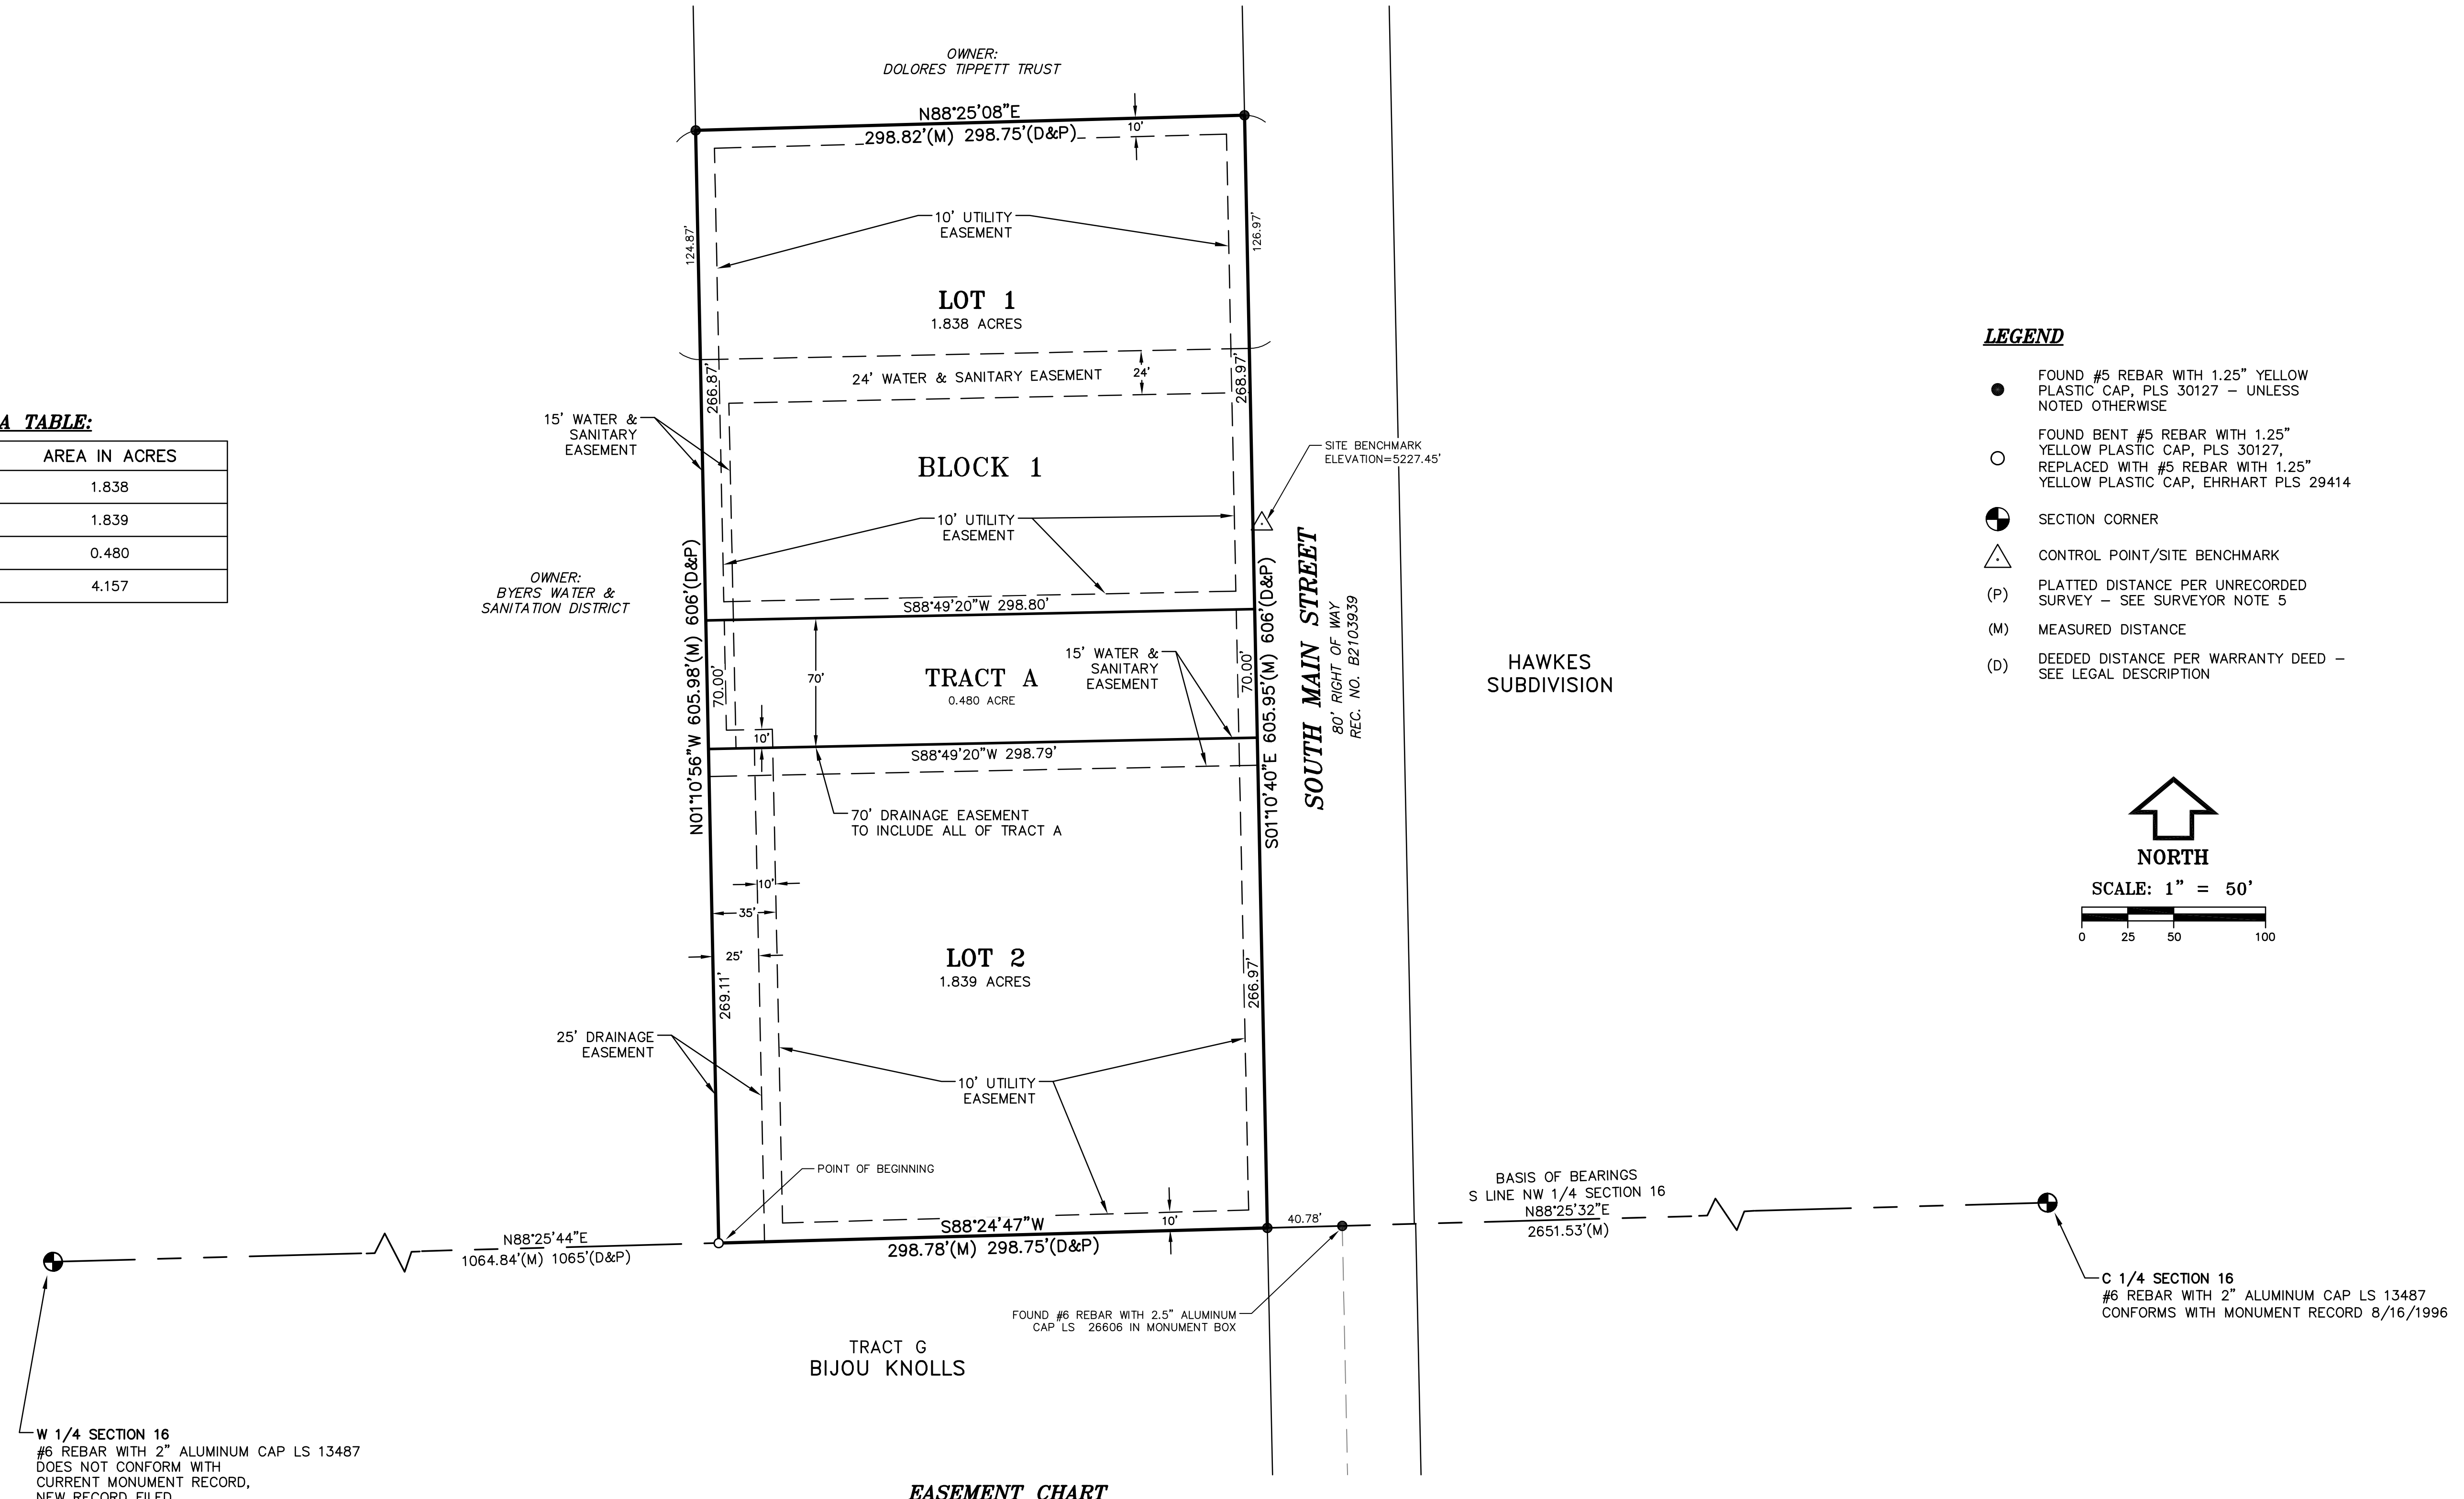 OWNER:
DOLORES TIPPETT TRUST
N88°25'08"E
298.82'(M) 298.75'(D&P)
10'
124.87'
126.97'
10' UTILITY
EASEMENT
LOT 1
1.838 ACRES
24' WATER & SANITARY EASEMENT
24'
266.87'
268.97'
15' WATER &
SANITARY
EASEMENT
BLOCK 1
SITE BENCHMARK
ELEVATION=5227.45'
10' UTILITY
EASEMENT
OWNER:
BYERS WATER &
SANITATION DISTRICT
S88°49'20"W 298.80'
N01°10'56"W 605.98'(M) 606'(D&P)
S01°10'40"E 605.95'(M) 606'(D&P)
SOUTH MAIN STREET
80' RIGHT OF WAY
REC. NO. B2103939
HAWKES
SUBDIVISION
70.00'
70'
TRACT A
0.480 ACRE
15' WATER &
SANITARY
EASEMENT
70.00'
10'
S88°49'20"W 298.79'
70' DRAINAGE EASEMENT
TO INCLUDE ALL OF TRACT A
10'
35'
25'
LOT 2
1.839 ACRES
269.11'
266.97'
25' DRAINAGE
EASEMENT
10' UTILITY
EASEMENT
POINT OF BEGINNING
10'
S88°24'47"W
298.78'(M) 298.75'(D&P)
N88°25'44"E
1064.84'(M) 1065'(D&P)
40.78'
BASIS OF BEARINGS
S LINE NW 1/4 SECTION 16
N88°25'32"E
2651.53'(M)
FOUND #6 REBAR WITH 2.5" ALUMINUM
CAP LS 26606 IN MONUMENT BOX
TRACT G
BIJOU KNOLLS
C 1/4 SECTION 16
#6 REBAR WITH 2" ALUMINUM CAP LS 13487
CONFORMS WITH MONUMENT RECORD 8/16/1996
W 1/4 SECTION 16
#6 REBAR WITH 2" ALUMINUM CAP LS 13487
DOES NOT CONFORM WITH
CURRENT MONUMENT RECORD,
NEW RECORD FILED
EASEMENT CHART
A TABLE:
AREA IN ACRES
1.838
1.839
0.480
4.157
LEGEND
FOUND #5 REBAR WITH 1.25" YELLOW
PLASTIC CAP, PLS 30127 – UNLESS
NOTED OTHERWISE
FOUND BENT #5 REBAR WITH 1.25"
YELLOW PLASTIC CAP, PLS 30127,
REPLACED WITH #5 REBAR WITH 1.25"
YELLOW PLASTIC CAP, EHRHART PLS 29414
SECTION CORNER
CONTROL POINT/SITE BENCHMARK
(P) PLATTED DISTANCE PER UNRECORDED
SURVEY – SEE SURVEYOR NOTE 5
(M) MEASURED DISTANCE
(D) DEEDED DISTANCE PER WARRANTY DEED –
SEE LEGAL DESCRIPTION
NORTH
SCALE: 1" = 50'
0 25 50 100